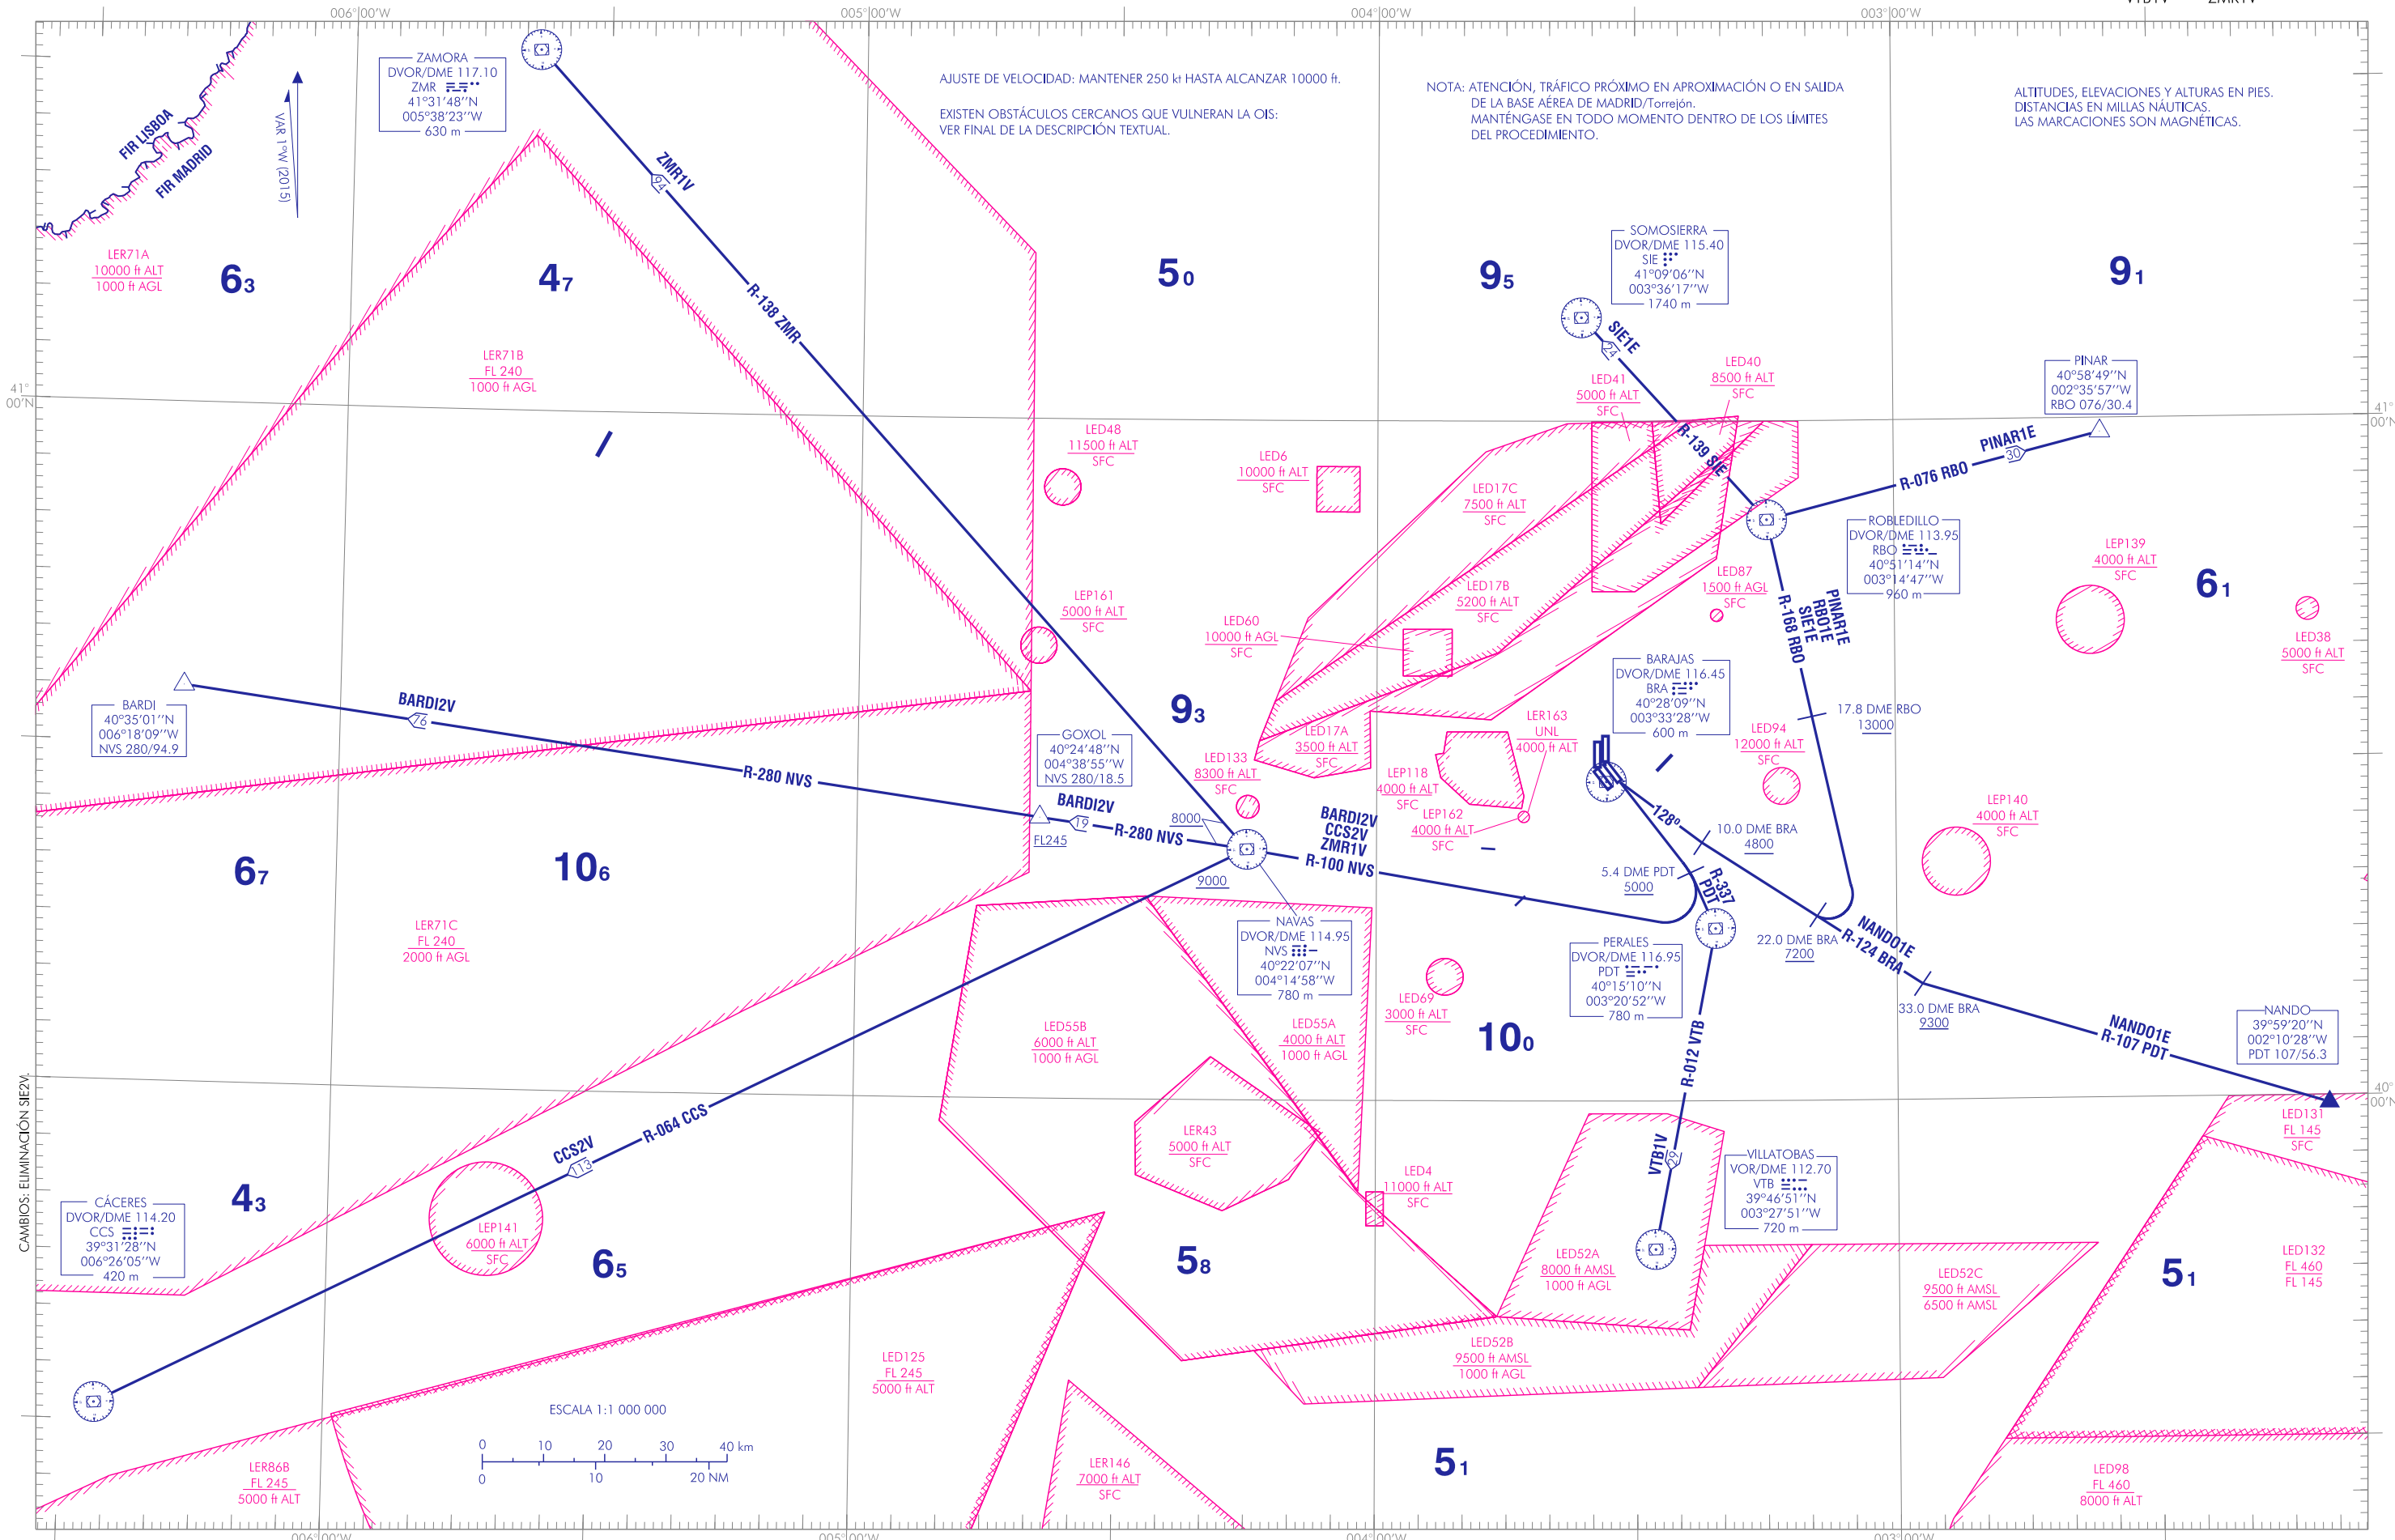 VTB1V ZMR1V
006°00'W
005°00'W
004°00'W
003°00'W
ZAMORA
DVOR/DME 117.10
ZMR
41°31'48''N
005°38'23''W
630 m
AJUSTE DE VELOCIDAD: MANTENER 250 kt HASTA ALCANZAR 10000 ft.
EXISTEN OBSTÁCULOS CERCANOS QUE VULNERAN LA OIS:
VER FINAL DE LA DESCRIPCIÓN TEXTUAL.
NOTA: ATENCIÓN, TRÁFICO PRÓXIMO EN APROXIMACIÓN O EN SALIDA
DE LA BASE AÉREA DE MADRID/Torrejón.
MANTÉNGASE EN TODO MOMENTO DENTRO DE LOS LÍMITES
DEL PROCEDIMIENTO.
ALTITUDES, ELEVACIONES Y ALTURAS EN PIES.
DISTANCIAS EN MILLAS NÁUTICAS.
LAS MARCACIONES SON MAGNÉTICAS.
FIR LISBOA
FIR MADRID
VAR 1°W (2015)
ZMR1V
94
R-138 ZMR
LER71A
10000 ft ALT
1000 ft AGL
63
47
50
95
91
SOMOSIERRA
DVOR/DME 115.40
SIE
41°09'06''N
003°36'17''W
1740 m
SIE1E
24
R-139 SIE
LER71B
FL 240
1000 ft AGL
LED41
5000 ft ALT
SFC
LED40
8500 ft ALT
SFC
PINAR
40°58'49''N
002°35'57''W
RBO 076/30.4
41°
00'N
41°
00'N
PINAR1E
30
R-076 RBO
LED48
11500 ft ALT
SFC
LED6
10000 ft ALT
SFC
LED17C
7500 ft ALT
SFC
ROBLEDILLO
DVOR/DME 113.95
RBO
40°51'14''N
003°14'47''W
960 m
LEP139
4000 ft ALT
SFC
61
LED87
1500 ft AGL
SFC
LED17B
5200 ft ALT
SFC
LEP161
5000 ft ALT
SFC
LED60
10000 ft AGL
SFC
PINAR1E
RBO1E
SIE1E
R-168 RBO
LED38
5000 ft ALT
SFC
BARAJAS
DVOR/DME 116.45
BRA
40°28'09''N
003°33'28''W
600 m
BARDI
40°35'01''N
006°18'09''W
NVS 280/94.9
BARDI2V
76
R-280 NVS
93
17.8 DME RBO
13000
GOXOL
40°24'48''N
004°38'55''W
NVS 280/18.5
LED133
8300 ft ALT
SFC
LED17A
3500 ft ALT
SFC
LER163
UNL
4000 ft ALT
LED94
12000 ft ALT
SFC
LEP118
4000 ft ALT
SFC
LEP162
4000 ft ALT
SFC
LEP140
4000 ft ALT
SFC
BARDI2V
19
R-280 NVS
FL245
8000
9000
BARDI2V
CCS2V
ZMR1V
R-100 NVS
128º
10.0 DME BRA
4800
5.4 DME PDT
5000
R-337
PDT
67
106
LER71C
FL 240
2000 ft AGL
NAVAS
DVOR/DME 114.95
NVS
40°22'07''N
004°14'58''W
780 m
PERALES
DVOR/DME 116.95
PDT
40°15'10''N
003°20'52''W
780 m
22.0 DME BRA
7200
NANDO1E
R-124 BRA
33.0 DME BRA
9300
NANDO1E
R-107 PDT
NANDO
39°59'20''N
002°10'28''W
PDT 107/56.3
LED69
3000 ft ALT
SFC
100
LED55B
6000 ft ALT
1000 ft AGL
LED55A
4000 ft ALT
1000 ft AGL
R-012 VTB
VTB1V
29
40°
00'N
LED131
FL 145
SFC
CAMBIOS: ELIMINACIÓN SIE2V.
R-064 CCS
CCS2V
113
LER43
5000 ft ALT
SFC
LED4
11000 ft ALT
SFC
VILLATOBAS
VOR/DME 112.70
VTB
39°46'51''N
003°27'51''W
720 m
CÁCERES
DVOR/DME 114.20
CCS
39°31'28''N
006°26'05''W
420 m
43
LEP141
6000 ft ALT
SFC
65
58
LED52A
8000 ft AMSL
1000 ft AGL
LED52C
9500 ft AMSL
6500 ft AMSL
51
LED132
FL 460
FL 145
LED52B
9500 ft AMSL
1000 ft AGL
LED125
FL 245
5000 ft ALT
ESCALA 1:1 000 000
0 10 20 30 40 km
0 10 20 NM
LER86B
FL 245
5000 ft ALT
LER146
7000 ft ALT
SFC
51
LED98
FL 460
8000 ft ALT
006°00'W
005°00'W
004°00'W
003°00'W